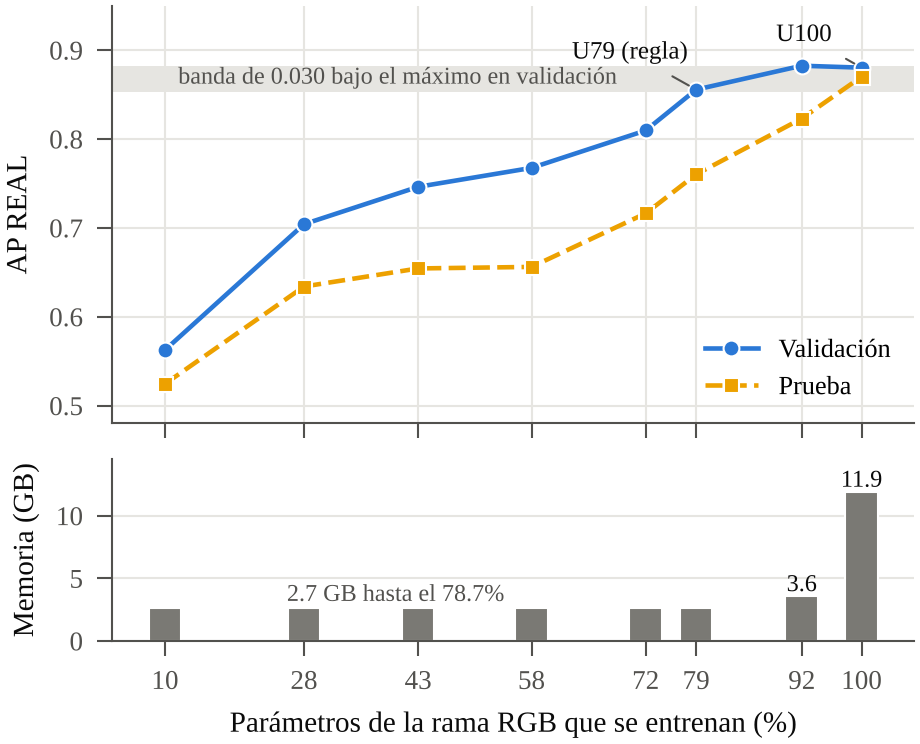 AP REAL
0.9
0.8
0.7
0.6
0.5
U100
U79 (regla)
banda de 0.030 bajo el máximo en validación
Validación
Prueba
Memoria (GB)
10
5
0
11.9
3.6
2.7 GB hasta el 78.7%
10 28 43 58 72 79 92 100
Parámetros de la rama RGB que se entrenan (%)